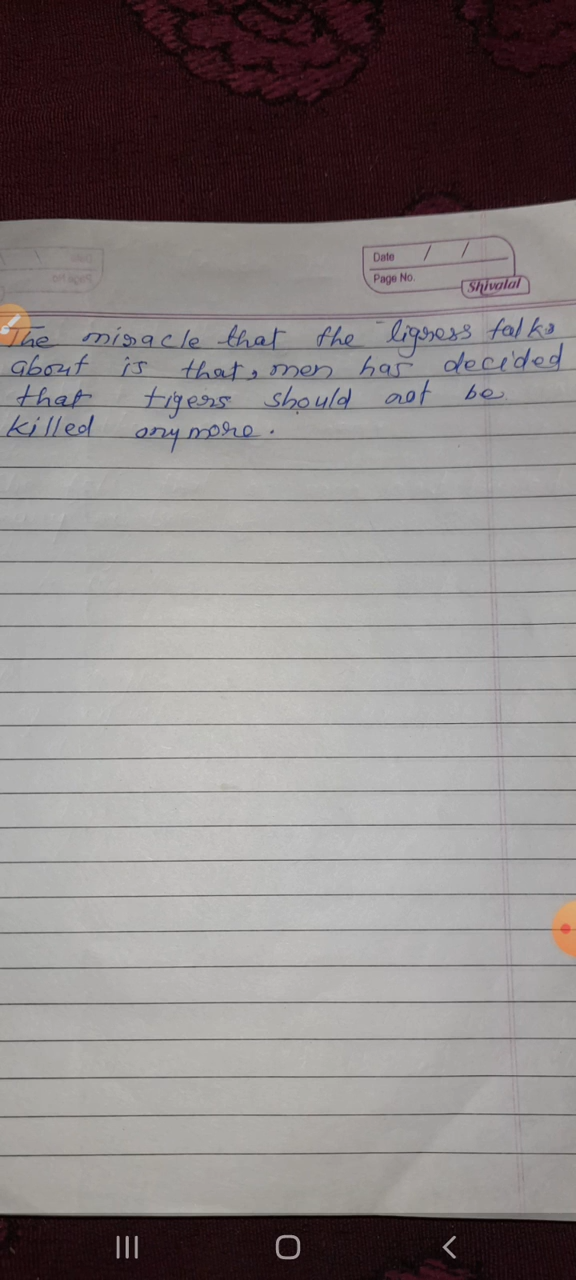 Date / /
Page No.
Shivalal
The miracle that the tigress talks
about is that, men has decided
that tigers should not be
killed anymore.